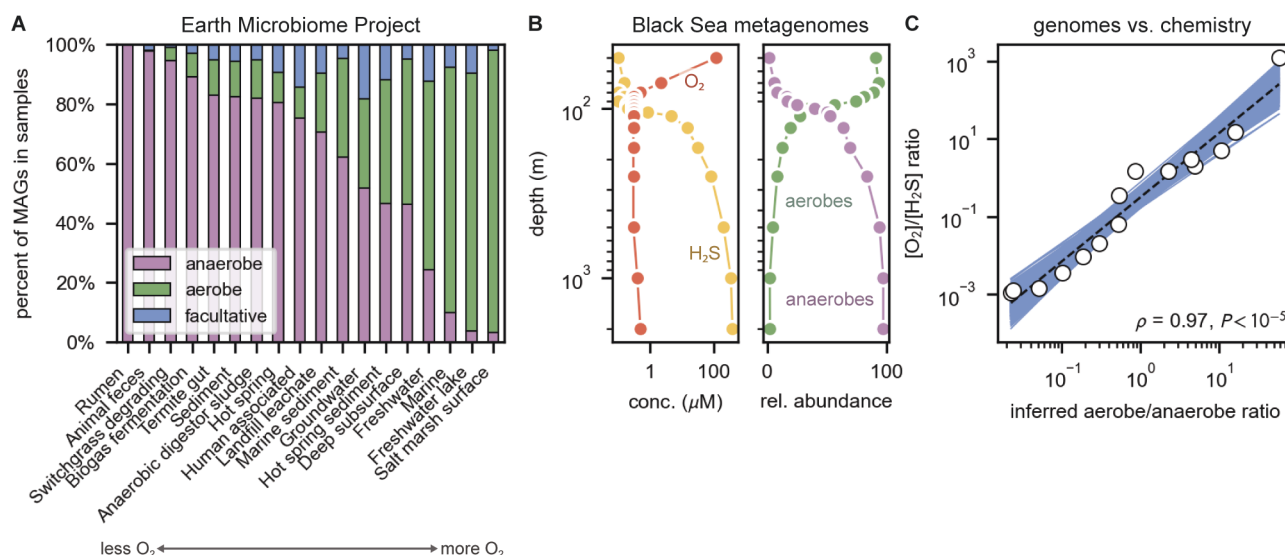 A
Earth Microbiome Project
percent of MAGs in samples
100%
80%
60%
40%
20%
0%
anaerobe
aerobe
facultative
Rumen
Animal feces
Switchgrass degrading
Biogas fermentation
Termite gut
Sediment
Anaerobic digestor sludge
Hot spring
Human associated
Landfill leachate
Marine sediment
Groundwater
Hot spring sediment
Deep subsurface
Freshwater
Marine
Freshwater lake
Salt marsh surface
less O₂
more O₂
B
Black Sea metagenomes
depth (m)
10²
10³
O₂
H₂S
1
100
conc. (μM)
aerobes
anaerobes
0
100
rel. abundance
C
genomes vs. chemistry
[O₂]/[H₂S] ratio
10³
10¹
10⁻¹
10⁻³
ρ = 0.97, P<10⁻⁵
10⁻¹
10⁰
10¹
inferred aerobe/anaerobe ratio